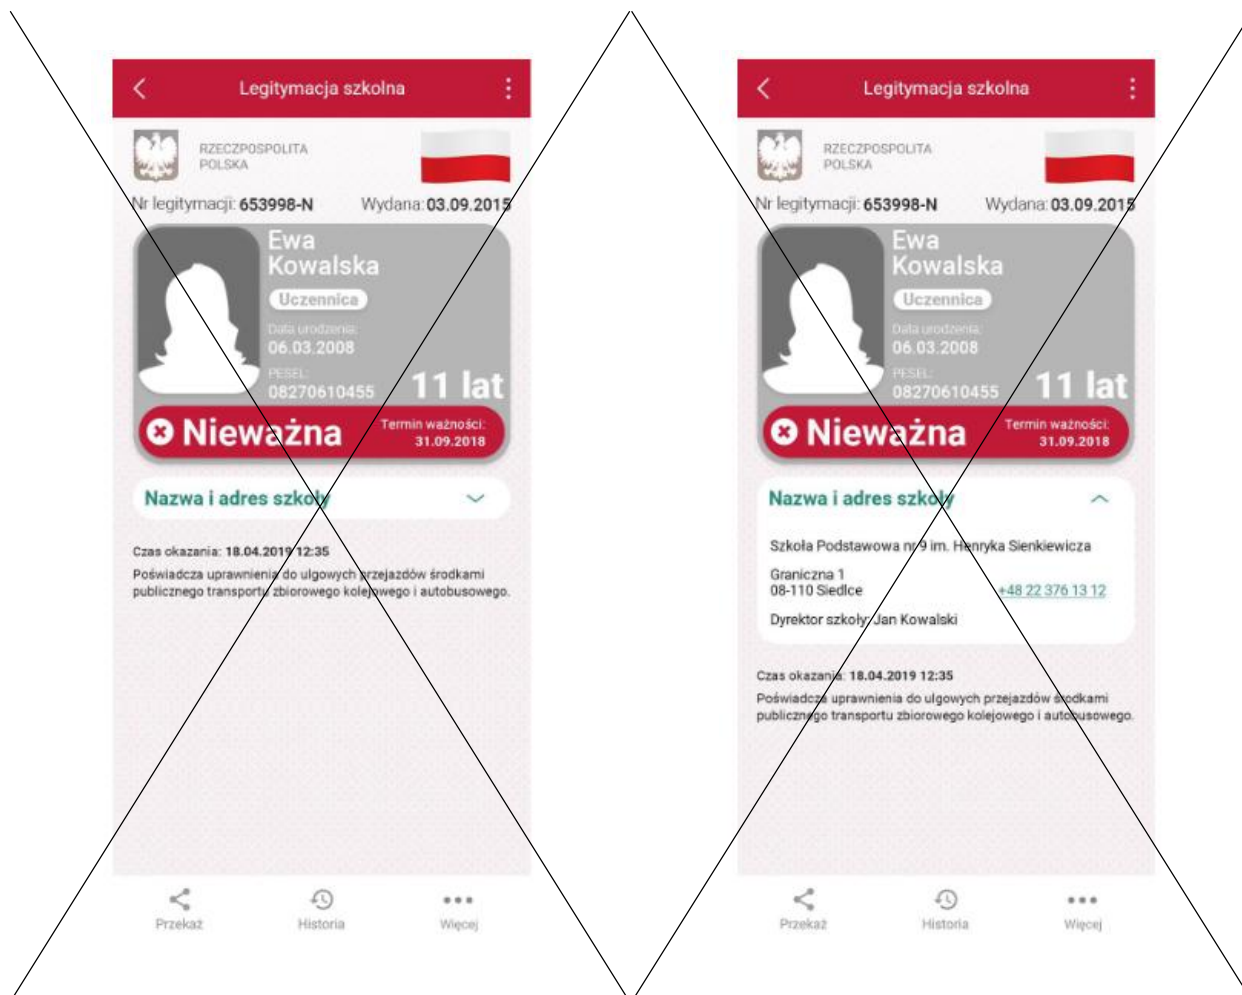 Legitymacja szkolna
RZECZPOSPOLITA
POLSKA
Nr legitymacji: 653998-N Wydana: 03.09.2015
Ewa
Kowalska
Uczennica
Data urodzenia:
06.03.2008
PESEL:
08270610455
11 lat
Nieważna
Termin ważności:
31.09.2018
Nazwa i adres szkoły
Czas okazania: 18.04.2019 12:35
Poświadcza uprawnienia do ulgowych przejazdów środkami
publicznego transportu zbiorowego kolejowego i autobusowego.
Przekaż Historia Więcej
Legitymacja szkolna
RZECZPOSPOLITA
POLSKA
Nr legitymacji: 653998-N Wydana: 03.09.2015
Ewa
Kowalska
Uczennica
Data urodzenia:
06.03.2008
PESEL:
08270610455
11 lat
Nieważna
Termin ważności:
31.09.2018
Nazwa i adres szkoły
Szkoła Podstawowa nr 9 im. Henryka Sienkiewicza
Graniczna 1
08-110 Siedlce +48 22 376 13 12
Dyrektor szkoły: Jan Kowalski
Czas okazania: 18.04.2019 12:35
Poświadcza uprawnienia do ulgowych przejazdów środkami
publicznego transportu zbiorowego kolejowego i autobusowego.
Przekaż Historia Więcej